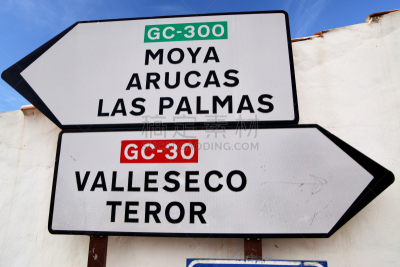 GC-300
MOYA
ARUCAS
LAS PALMAS
GC-30
VALLESECO
TEROR